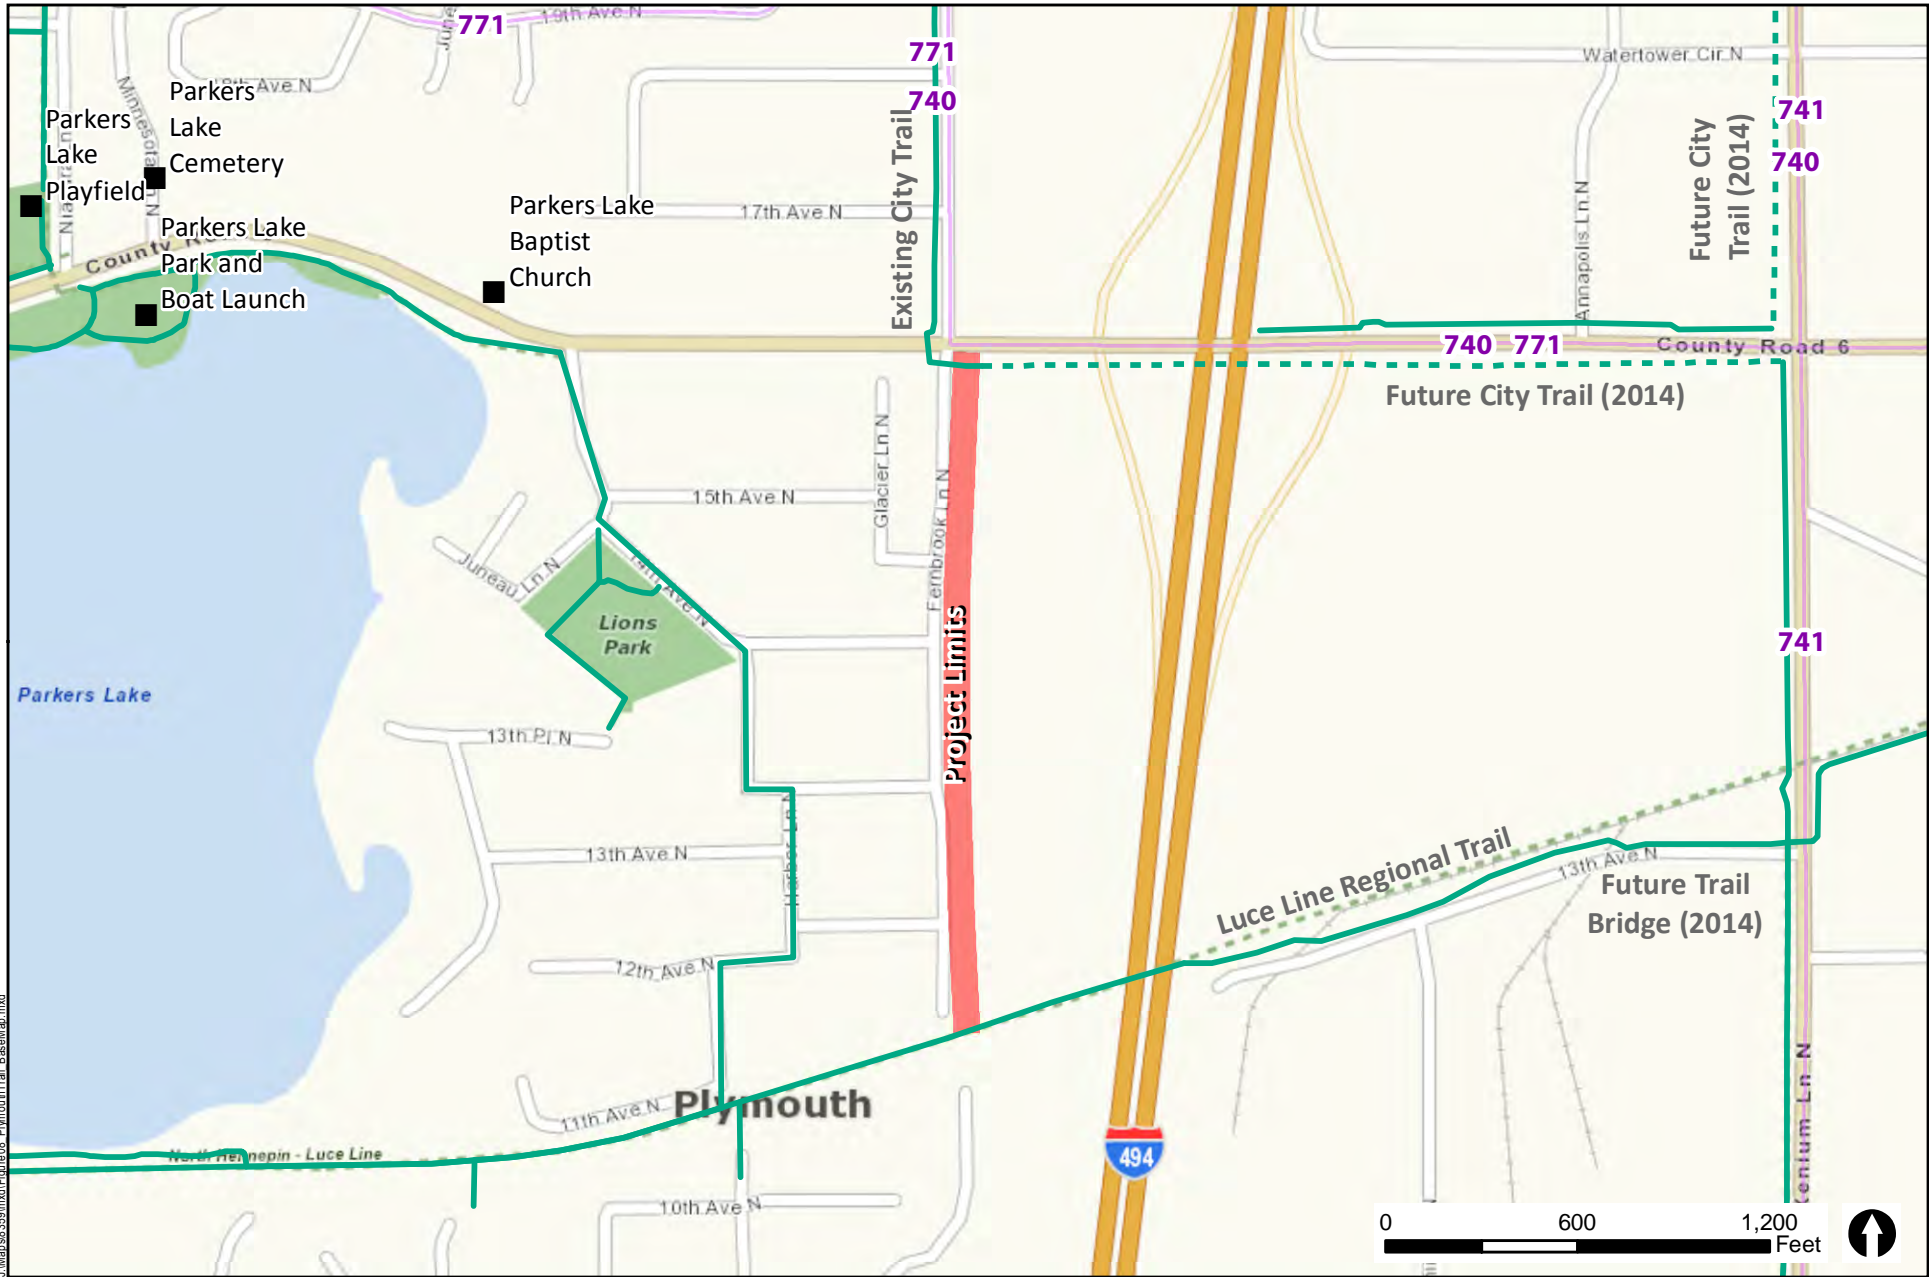 771
19th Ave N
771
740
Existing City Trail
Watertower Cir N
741
740
Future City
Trail (2014)
Annapolis Ln N
18th Ave N
Parkers
Lake
Cemetery
Parkers
Lake
Playfield
Parkers Lake
Park and
Boat Launch
Parkers Lake
Baptist
Church
17th Ave N
740 771
County Road 6
Future City Trail (2014)
15th Ave N
Glacier Ln N
Fernbrook Ln N
Juneau Ln N
14th Ave N
Lions
Park
Project Limits
741
Parkers Lake
13th Pl N
13th Ave N
Harbor Ln N
Luce Line Regional Trail
13th Ave N
Future Trail
Bridge (2014)
12th Ave N
11th Ave N
Plymouth
North Hennepin - Luce Line
10th Ave N
494
0 600 1,200
Feet